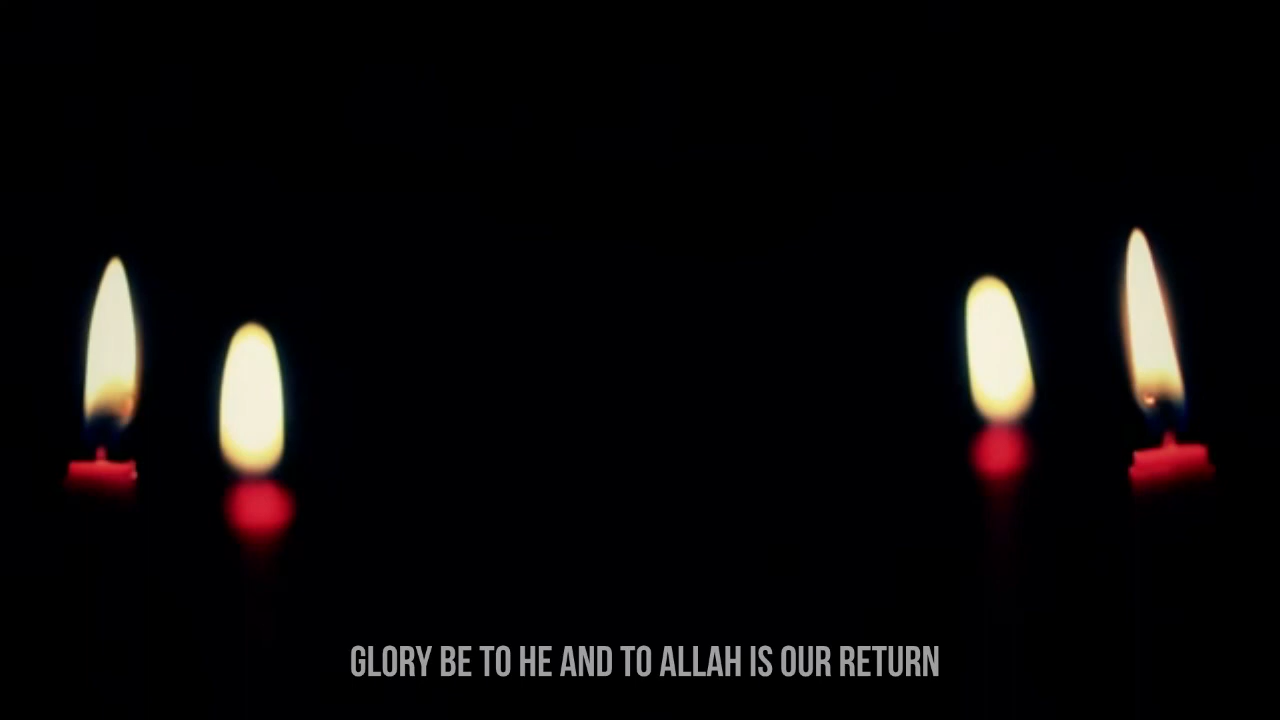 GLORY BE TO HE AND TO ALLAH IS OUR RETURN